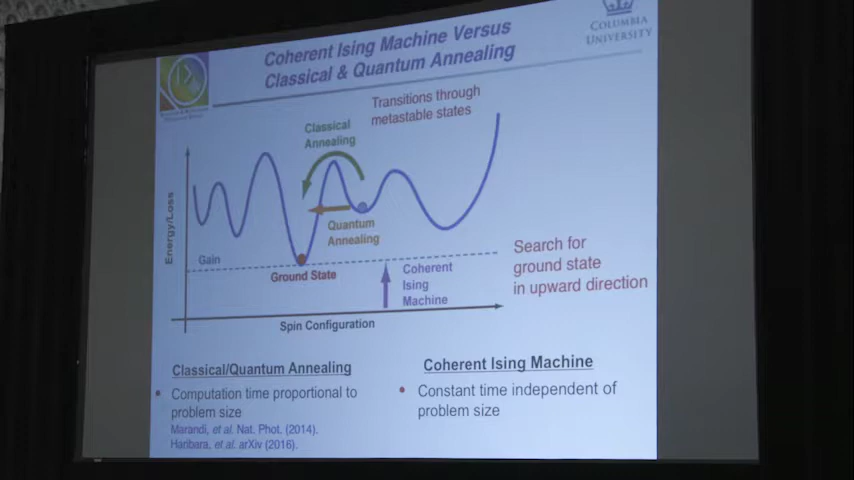 Coherent Ising Machine Versus
Classical & Quantum Annealing
COLUMBIA
UNIVERSITY
Transitions through
metastable states
Classical
Annealing
Energy/Loss
Quantum
Annealing
Gain
Ground State
Coherent
Ising
Machine
Search for
ground state
in upward direction
Spin Configuration
Classical/Quantum Annealing
• Computation time proportional to
problem size
Marandi, et al. Nat. Phot. (2014).
Haribara, et al. arXiv (2016).
Coherent Ising Machine
• Constant time independent of
problem size